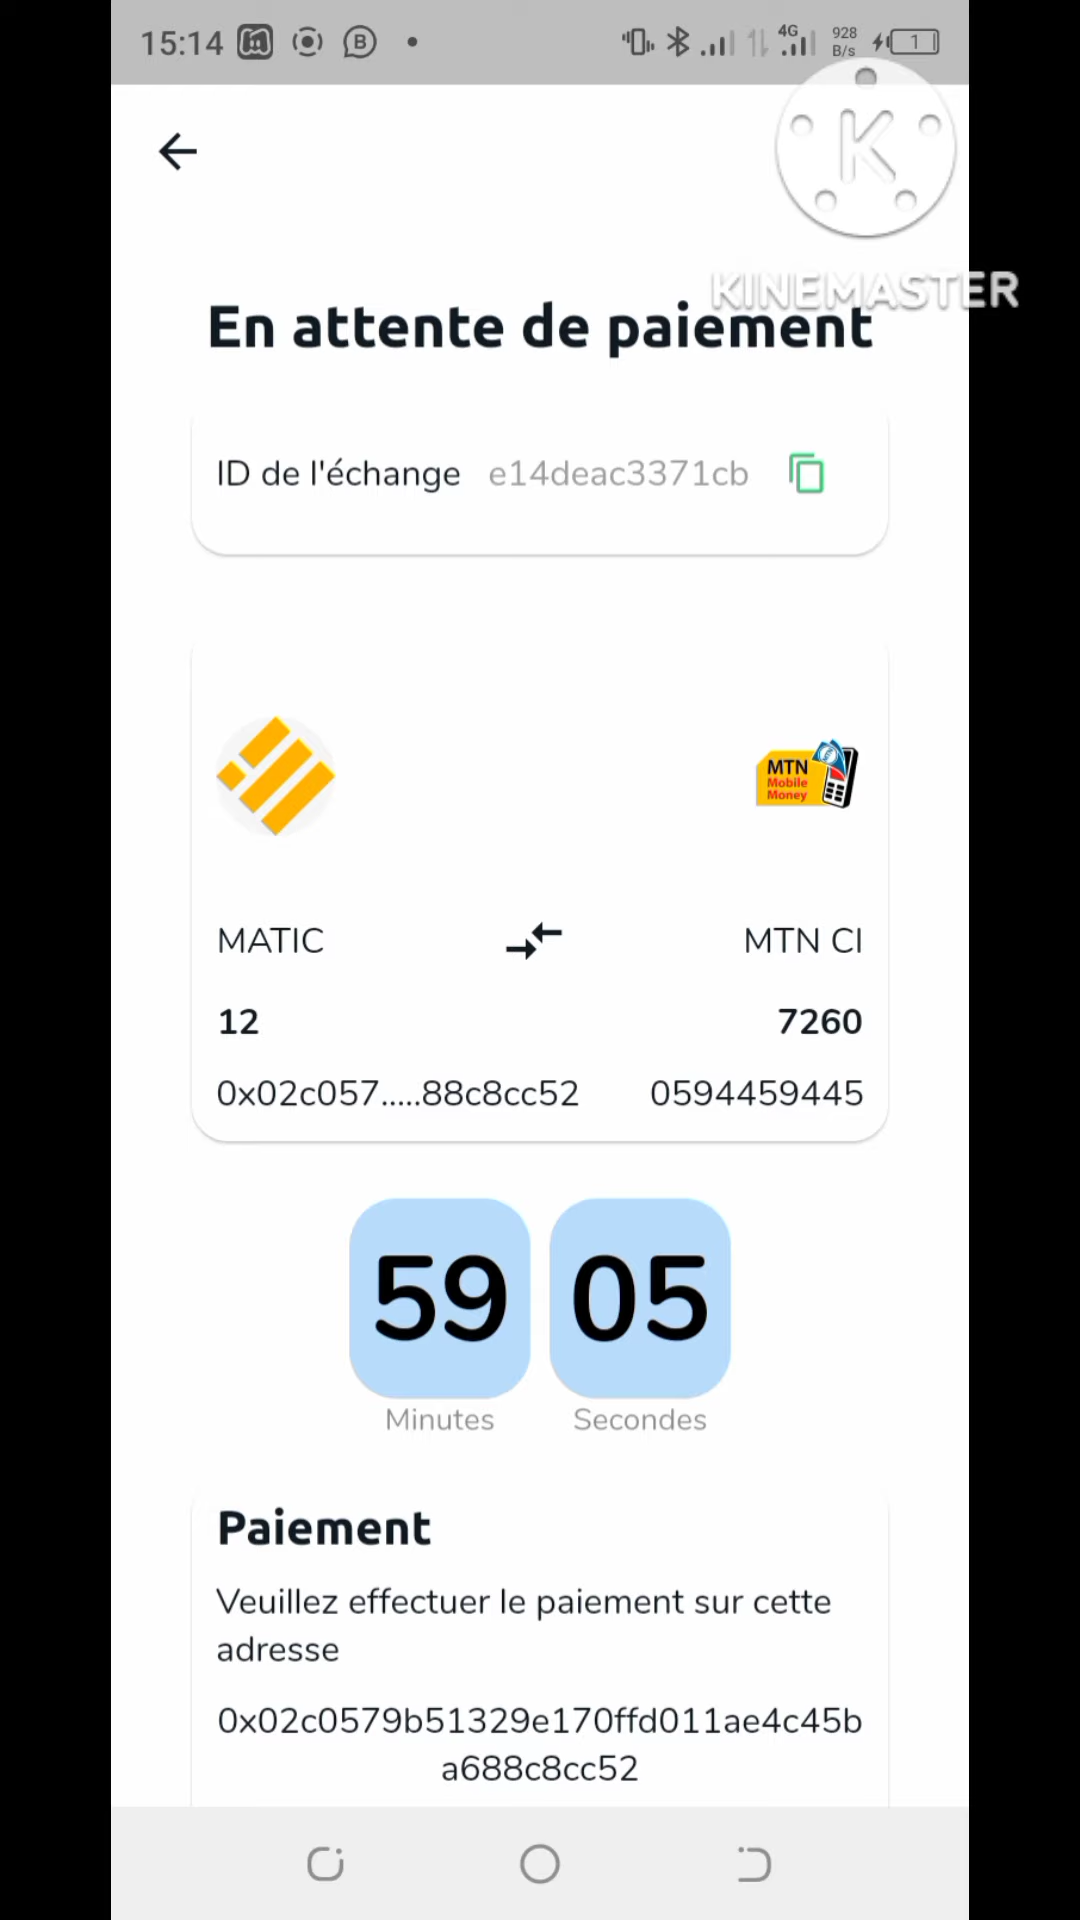 15:14
4G
928
B/s
1
K
KINEMASTER
En attente de paiement
ID de l'échange e14deac3371cb
MTN
Mobile
Money
MATIC MTN CI
12 7260
0x02c057.....88c8cc52 0594459445
59 05
Minutes Secondes
Paiement
Veuillez effectuer le paiement sur cette
adresse
0x02c0579b51329e170ffd011ae4c45b
a688c8cc52